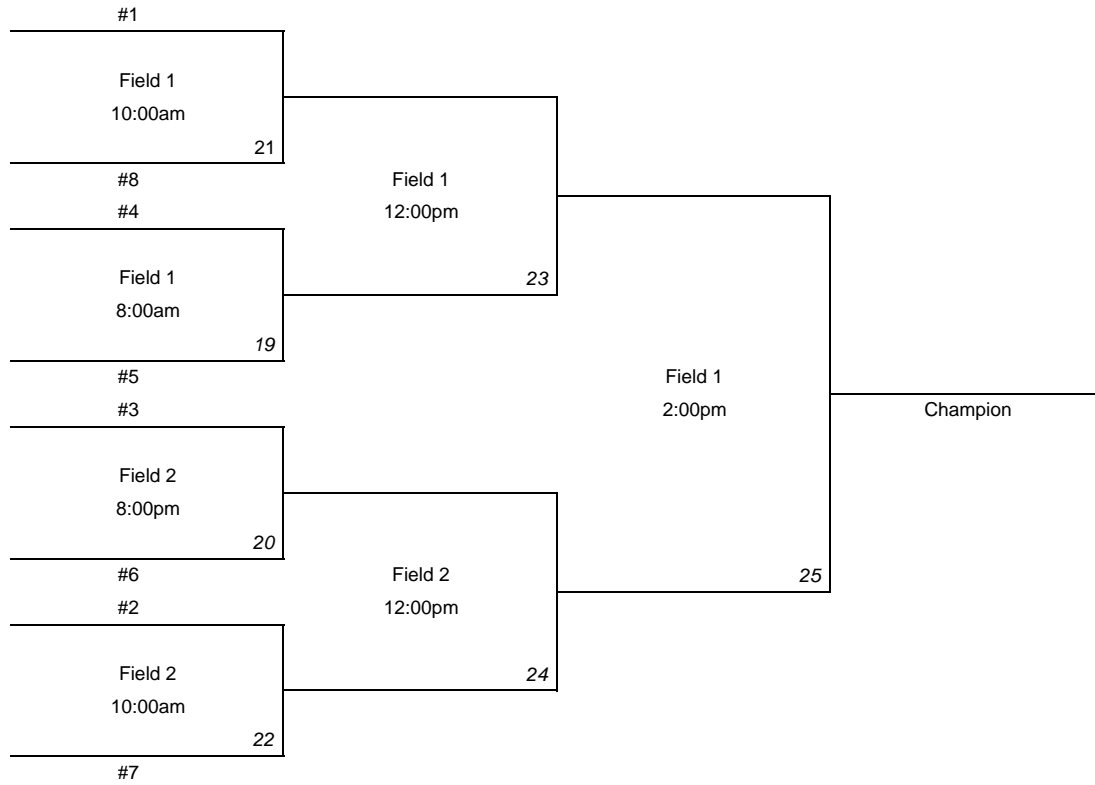 #1
Field 1
10:00am
21
#8
Field 1
#4
12:00pm
Field 1
23
8:00am
19
#5
Field 1
#3
2:00pm
Champion
Field 2
8:00pm
20
#6
Field 2
25
#2
12:00pm
Field 2
24
10:00am
22
#7